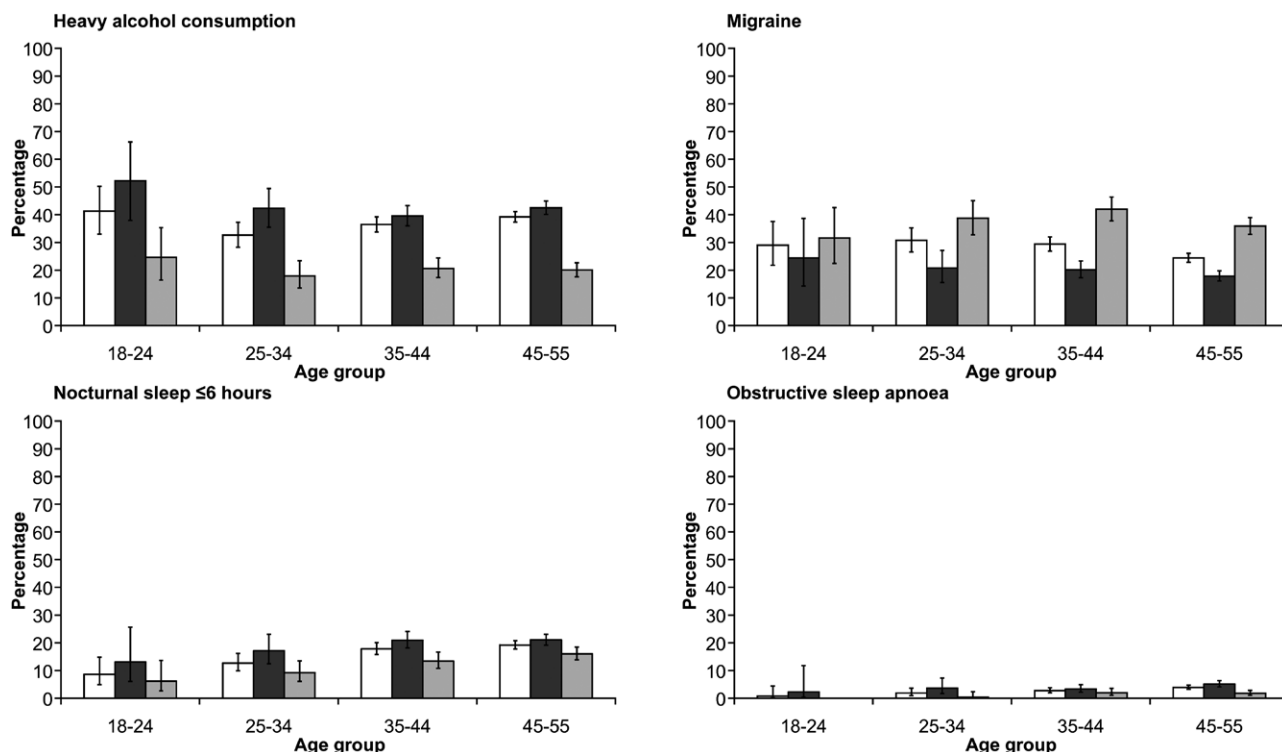 Heavy alcohol consumption
100
90
80
70
60
50
40
30
20
10
0
Percentage
18-24 25-34 35-44 45-55
Age group
Migraine
100
90
80
70
60
50
40
30
20
10
0
Percentage
18-24 25-34 35-44 45-55
Age group
Nocturnal sleep ≤6 hours
100
90
80
70
60
50
40
30
20
10
0
Percentage
18-24 25-34 35-44 45-55
Age group
Obstructive sleep apnoea
100
90
80
70
60
50
40
30
20
10
0
Percentage
18-24 25-34 35-44 45-55
Age group